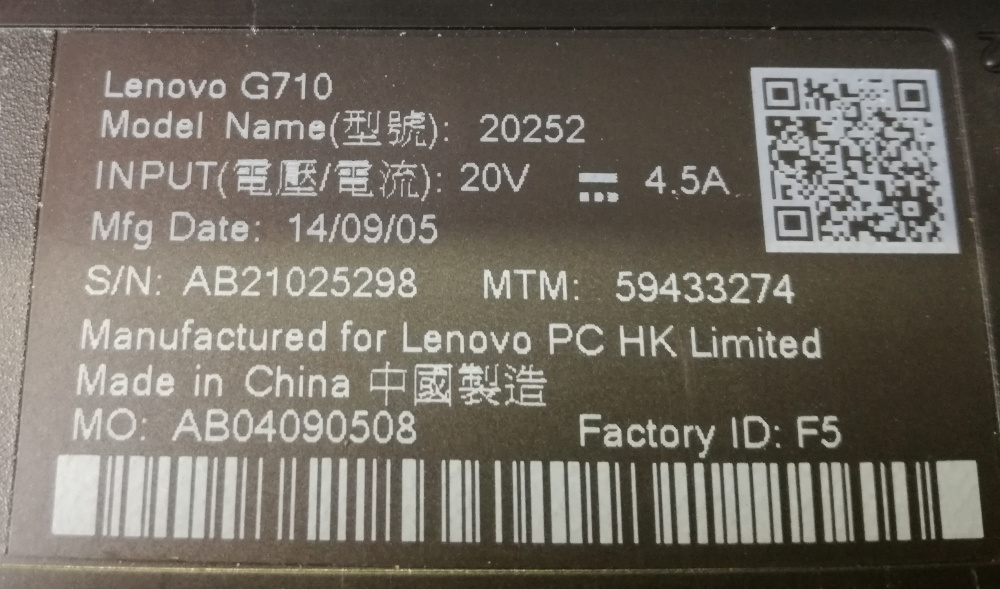 Lenovo G710
Model Name(型號): 20252
INPUT(電壓/電流): 20V ⎓ 4.5A
Mfg Date: 14/09/05
S/N: AB21025298 MTM: 59433274
Manufactured for Lenovo PC HK Limited
Made in China 中國製造
MO: AB04090508 Factory ID: F5